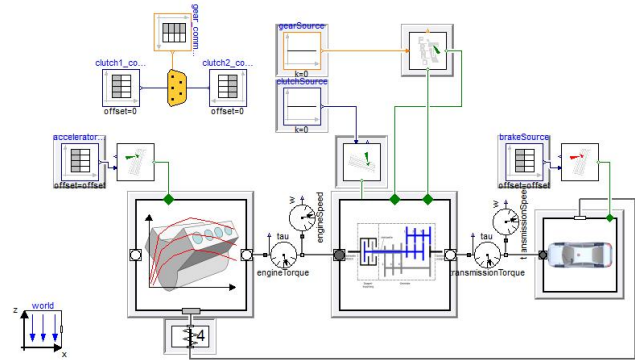 gear_comm...
gearSource
k=0
clutch1_co...
offset=0
clutch2_co...
offset=0
clutchSource
k=0
accelerator...
offset=offset
brakeSource
offset=offset
w
engineSpeed
tau
engineTorque
w
transmissionSpeed
tau
transmissionTorque
world
z
x
4